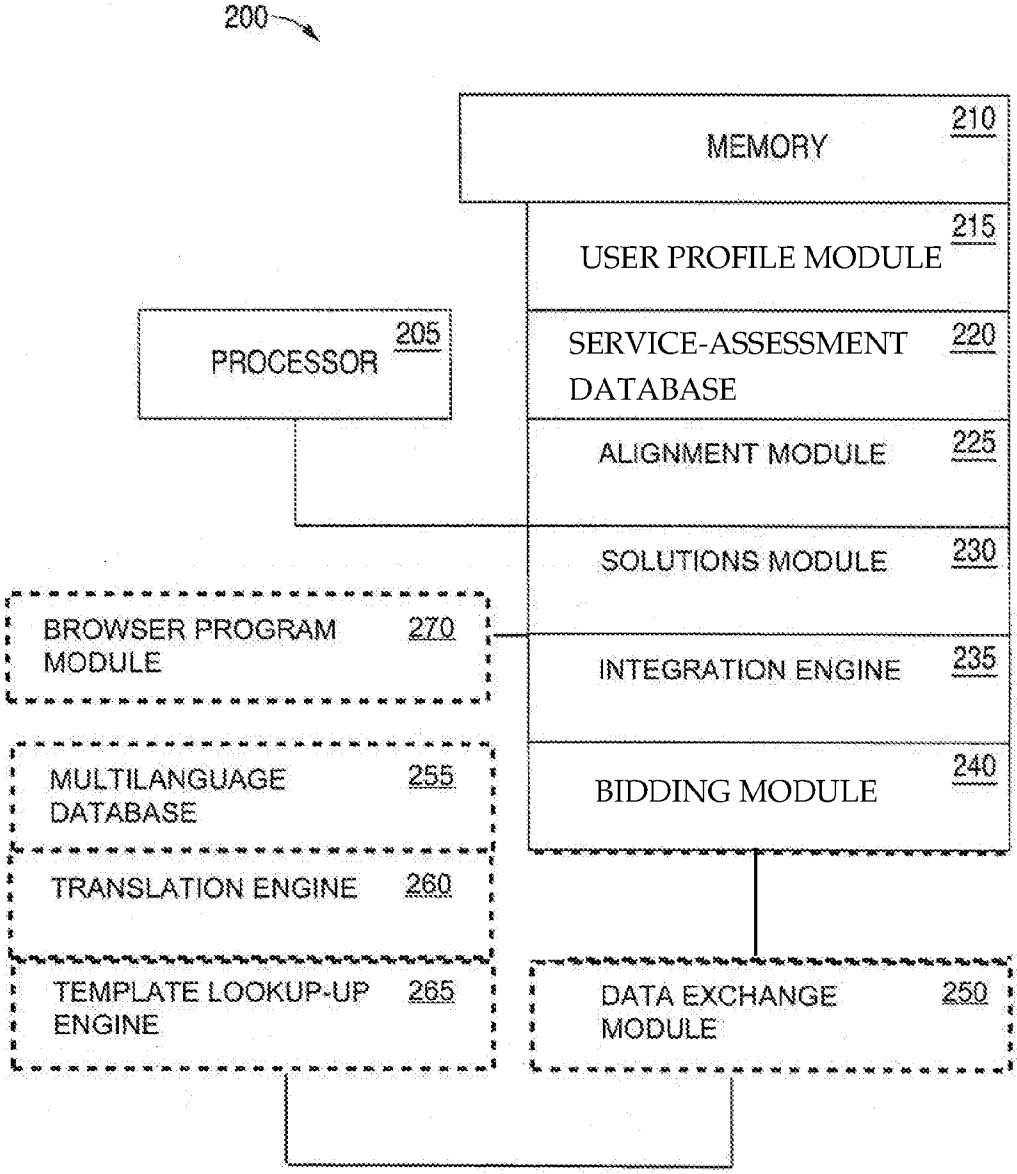 200
210
MEMORY
215
USER PROFILE MODULE
205
PROCESSOR
220
SERVICE-ASSESSMENT
DATABASE
225
ALIGNMENT MODULE
230
SOLUTIONS MODULE
BROWSER PROGRAM 270
MODULE
235
INTEGRATION ENGINE
MULTILANGUAGE 255
DATABASE
240
BIDDING MODULE
TRANSLATION ENGINE 260
TEMPLATE LOOKUP-UP 265
ENGINE
DATA EXCHANGE 250
MODULE